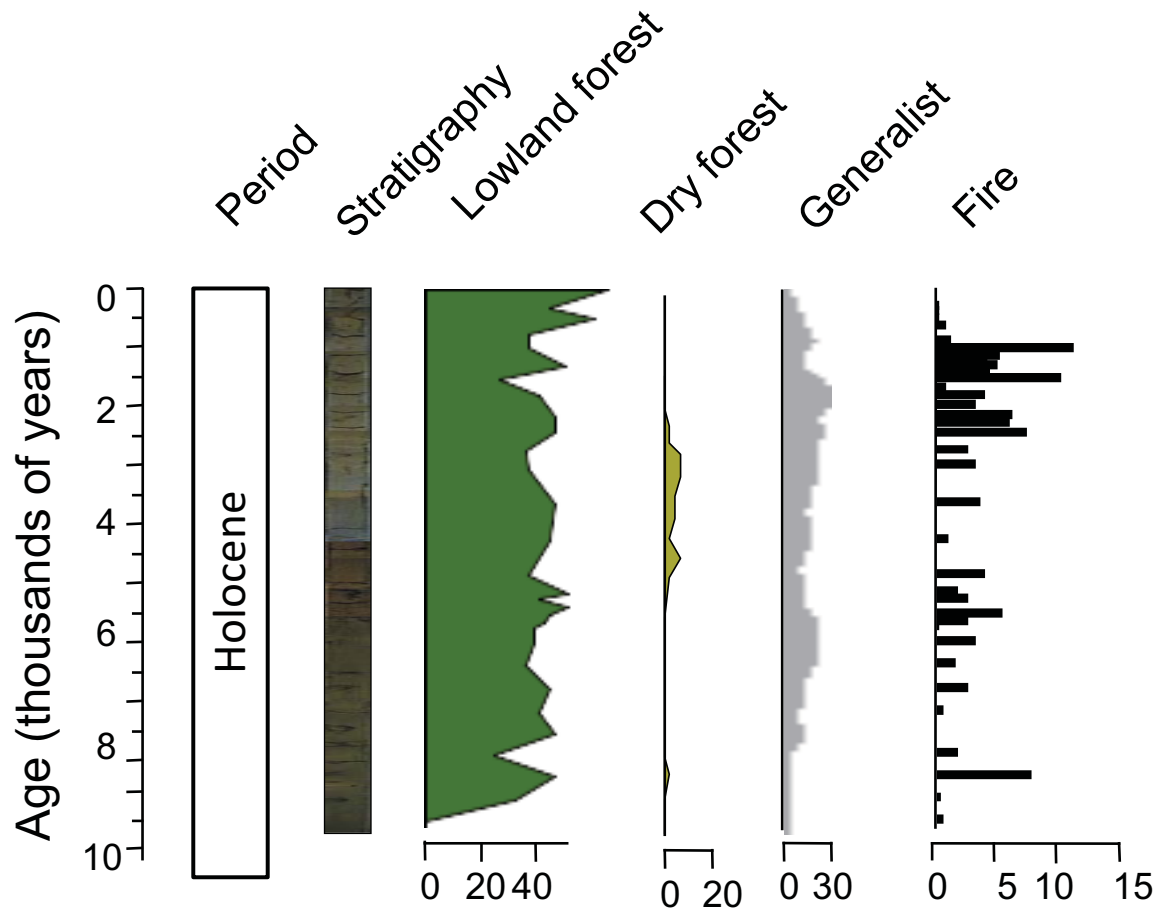 Period
Stratigraphy
Lowland forest
Dry forest
Generalist
Fire
Age (thousands of years)
0
2
4
6
8
10
Holocene
0 20 40
0 20
0 30
0 5 10 15